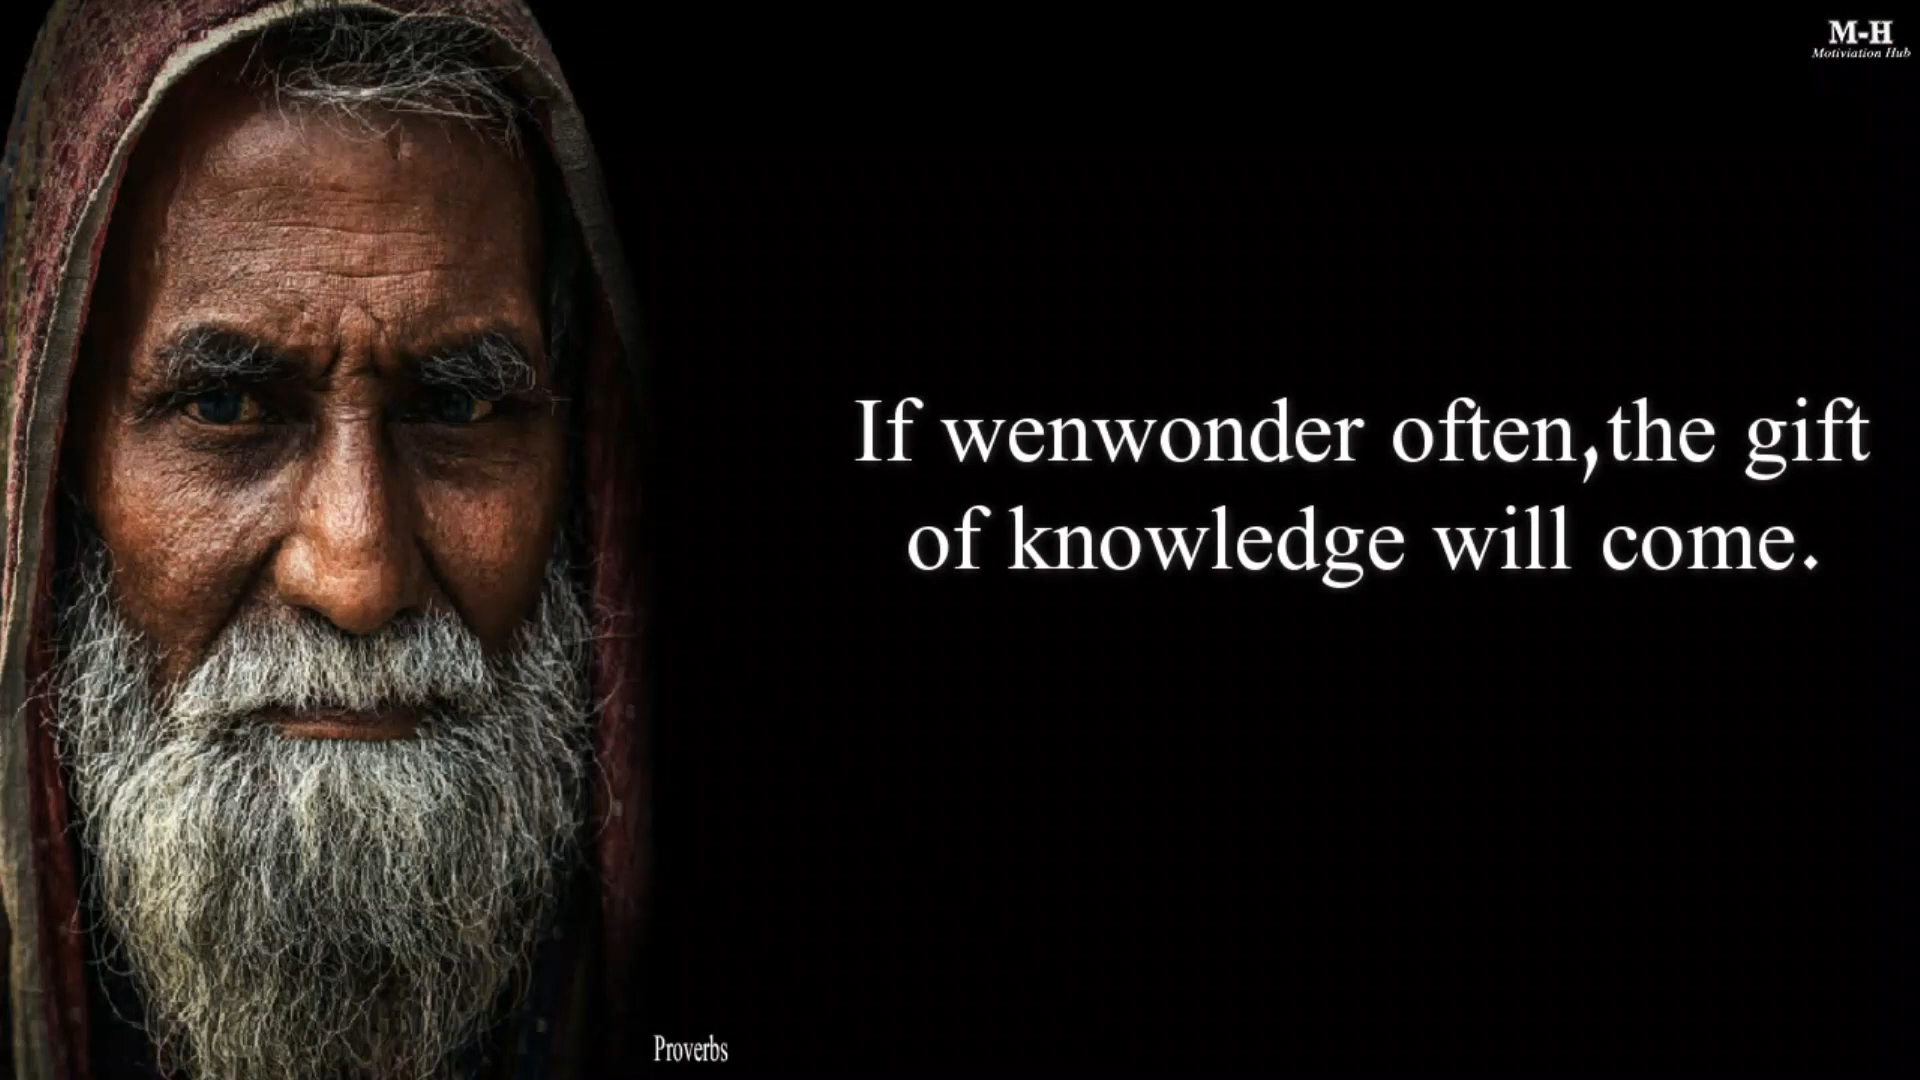 M-H
Motiviation Hub
If wenwonder often,the gift
of knowledge will come.
Proverbs